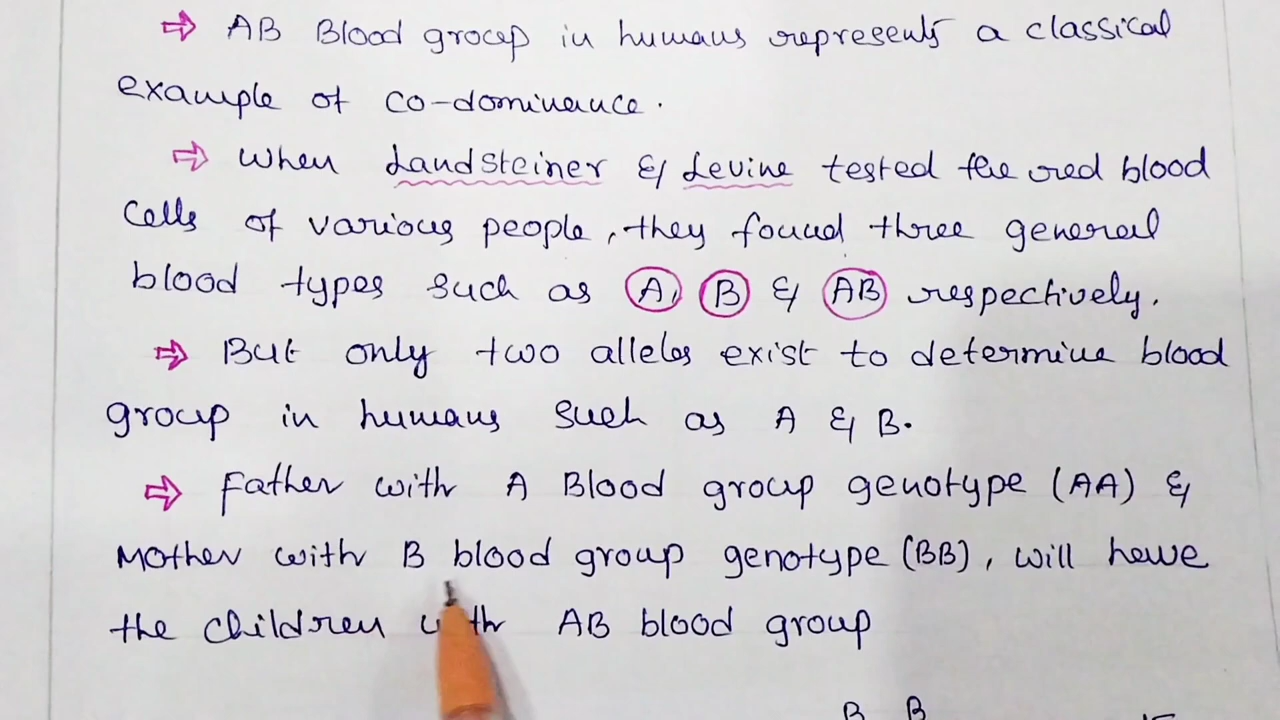 ⇒ AB Blood group in humans represents a classical
example of co-dominance.
⇒ When Landsteiner & Levine tested the red blood
cells of various people, they found three general
blood types such as A, B & AB respectively.
⇒ But only two alleles exist to determine blood
group in humans such as A & B.
⇒ Father with A Blood group genotype (AA) &
Mother with B blood group genotype (BB), will have
the children with AB blood group
B B